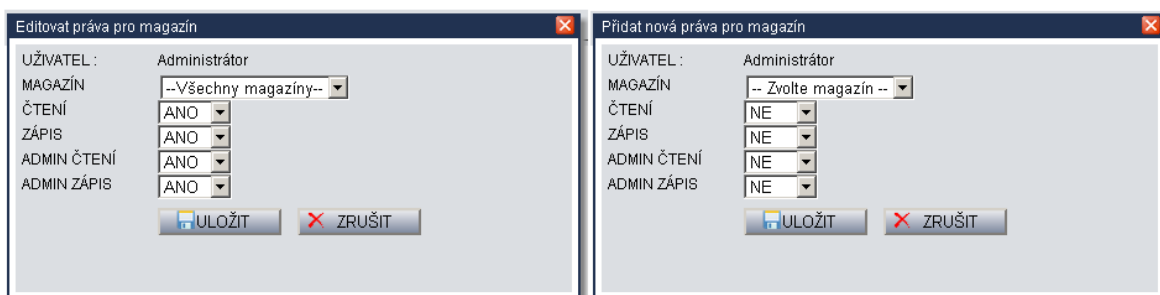 Editovat práva pro magazín
UŽIVATEL : Administrátor
MAGAZÍN --Všechny magazíny--
ČTENÍ ANO
ZÁPIS ANO
ADMIN ČTENÍ ANO
ADMIN ZÁPIS ANO
ULOŽIT ZRUŠIT
Přidat nová práva pro magazín
UŽIVATEL : Administrátor
MAGAZÍN -- Zvolte magazín --
ČTENÍ NE
ZÁPIS NE
ADMIN ČTENÍ NE
ADMIN ZÁPIS NE
ULOŽIT ZRUŠIT